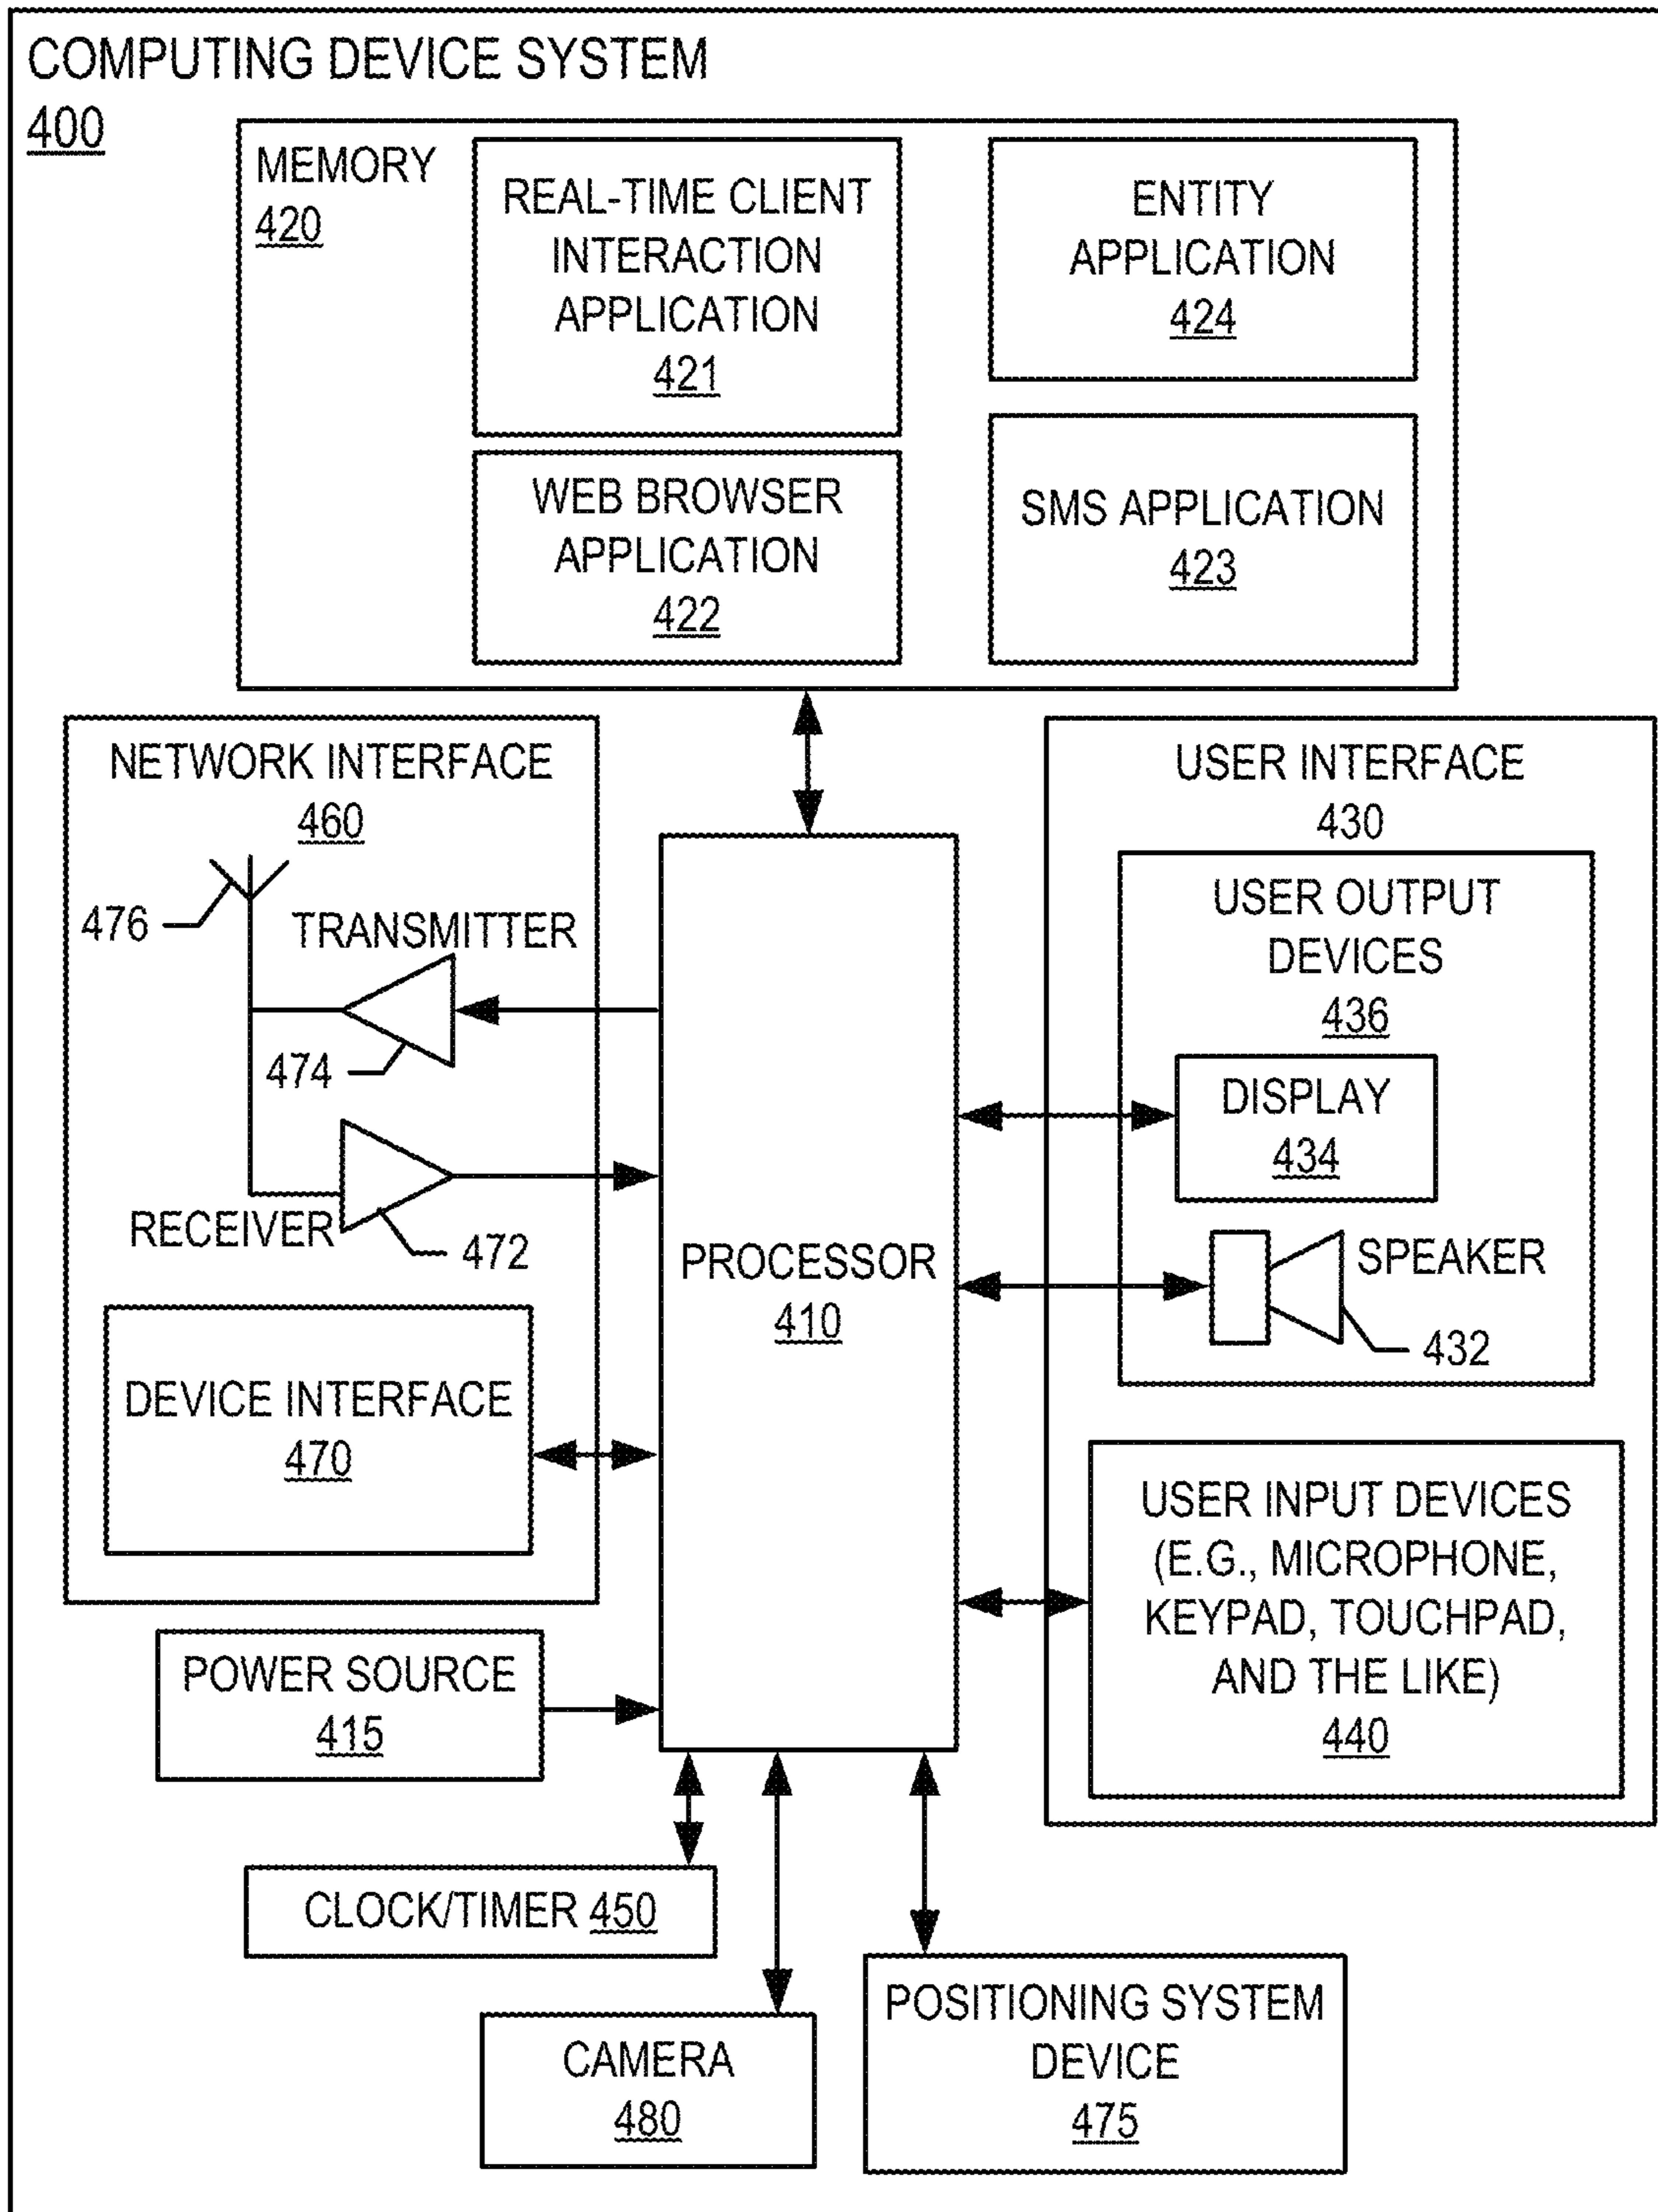 COMPUTING DEVICE SYSTEM
400
MEMORY
420
REAL-TIME CLIENT
INTERACTION
APPLICATION
421
ENTITY
APPLICATION
424
WEB BROWSER
APPLICATION
422
SMS APPLICATION
423
NETWORK INTERFACE
460
476
TRANSMITTER
474
RECEIVER
472
DEVICE INTERFACE
470
PROCESSOR
410
USER INTERFACE
430
USER OUTPUT
DEVICES
436
DISPLAY
434
SPEAKER
432
USER INPUT DEVICES
(E.G., MICROPHONE,
KEYPAD, TOUCHPAD,
AND THE LIKE)
440
POWER SOURCE
415
CLOCK/TIMER 450
CAMERA
480
POSITIONING SYSTEM
DEVICE
475